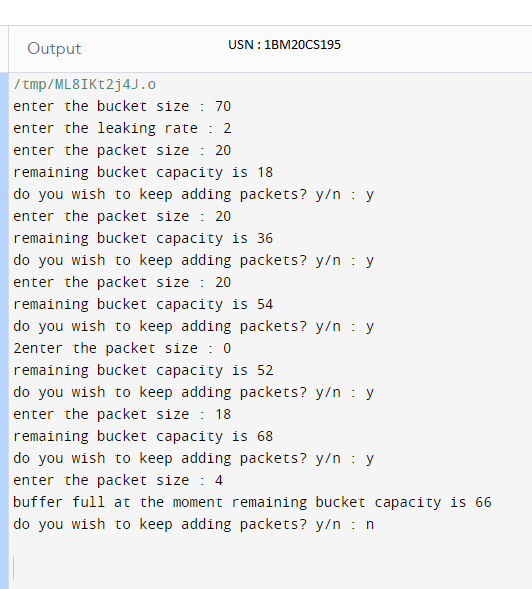 Output
USN : 1BM20CS195
/tmp/ML8IKt2j4J.o
enter the bucket size : 70
enter the leaking rate : 2
enter the packet size : 20
remaining bucket capacity is 18
do you wish to keep adding packets? y/n : y
enter the packet size : 20
remaining bucket capacity is 36
do you wish to keep adding packets? y/n : y
enter the packet size : 20
remaining bucket capacity is 54
do you wish to keep adding packets? y/n : y
2enter the packet size : 0
remaining bucket capacity is 52
do you wish to keep adding packets? y/n : y
enter the packet size : 18
remaining bucket capacity is 68
do you wish to keep adding packets? y/n : y
enter the packet size : 4
buffer full at the moment remaining bucket capacity is 66
do you wish to keep adding packets? y/n : n